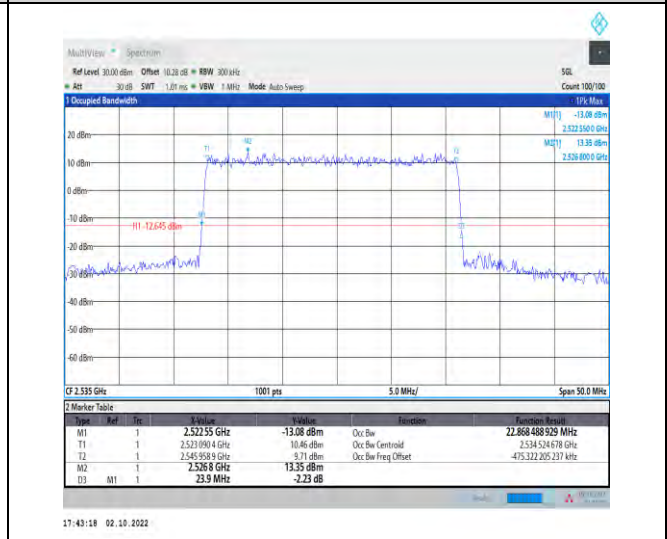 MultiView Spectrum
Ref Level 30.00 dBm Offset 10.28 dB RBW 300 kHz SGL
Att 30 dB SWT 1.01 ms VBW 1 MHz Mode Auto Sweep Count 100/100
1 Occupied Bandwidth 1Pk Max
M1[1] -13.08 dBm
2.522 550 0 GHz
M2[1] 13.35 dBm
2.526 800 0 GHz
20 dBm
M2
T1
T2
10 dBm
0 dBm
-10 dBm
M1
H1 -12.645 dBm
D3
-20 dBm
-30 dBm
-40 dBm
-50 dBm
-60 dBm
CF 2.535 GHz 1001 pts 5.0 MHz/ Span 50.0 MHz
2 Marker Table
Type Ref Trc X-Value Y-Value Function Function Result
M1 1 2.522 55 GHz -13.08 dBm Occ Bw 22.868 488 929 MHz
T1 1 2.523 090 4 GHz 10.46 dBm Occ Bw Centroid 2.534 524 678 GHz
T2 1 2.545 958 9 GHz 9.71 dBm Occ Bw Freq Offset -475.322 205 237 kHz
M2 1 2.526 8 GHz 13.35 dBm
D3 M1 1 23.9 MHz -2.23 dB
17:43:18 02.10.2022